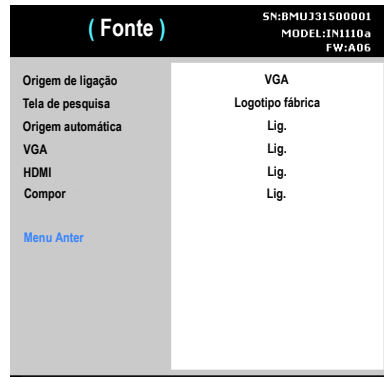 ( Fonte )
SN:BMUJ31500001
MODEL:IN1110a
FW:A06
Origem de ligação VGA
Tela de pesquisa Logotipo fábrica
Origem automática Lig.
VGA Lig.
HDMI Lig.
Compor Lig.
Menu Anter